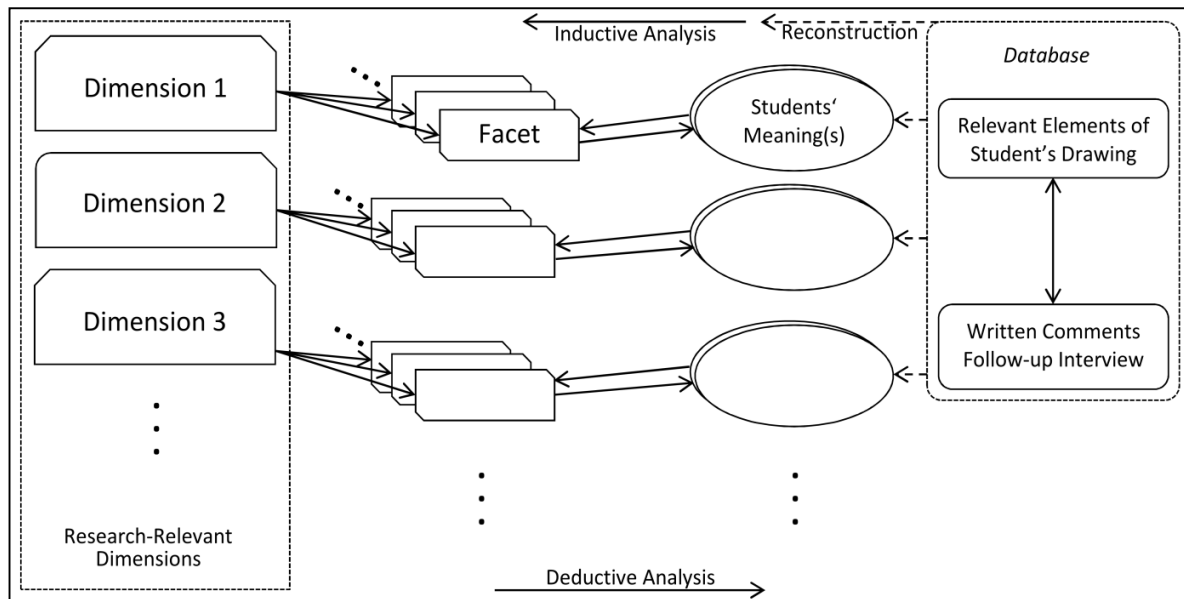 Inductive Analysis
Reconstruction
Database
Dimension 1
Facet
Students‘
Meaning(s)
Relevant Elements of
Student’s Drawing
Dimension 2
Dimension 3
Written Comments
Follow-up Interview
Research-Relevant
Dimensions
Deductive Analysis